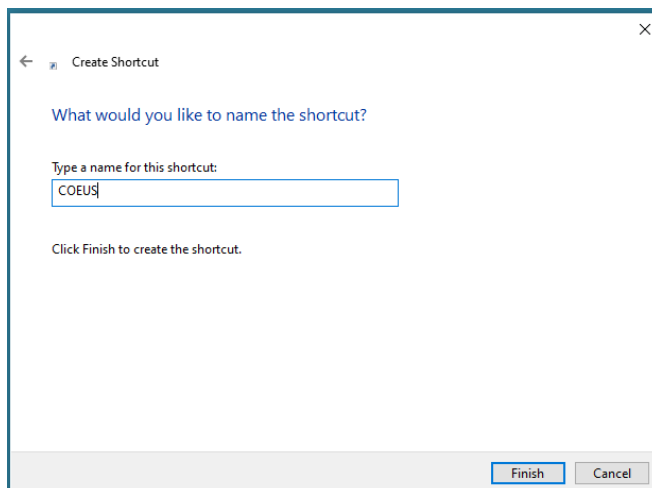 Create Shortcut
What would you like to name the shortcut?
Type a name for this shortcut:
COEUS
Click Finish to create the shortcut.
Finish Cancel